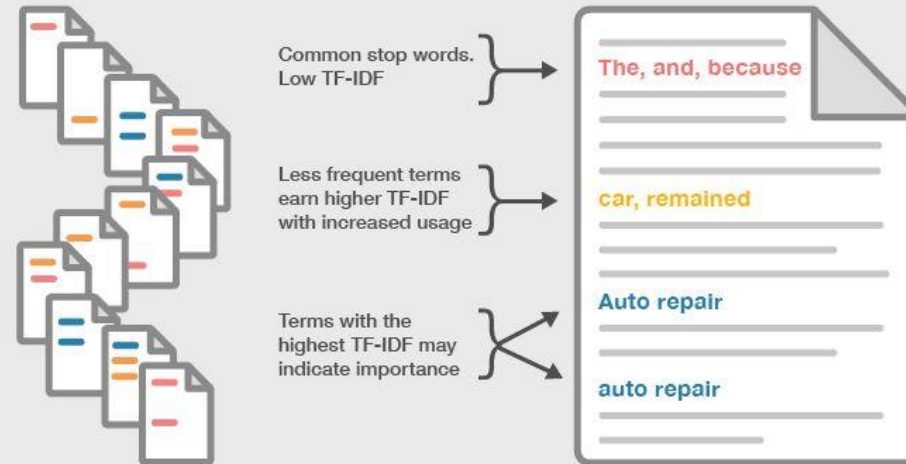 Common stop words.
Low TF-IDF
The, and, because
Less frequent terms
earn higher TF-IDF
with increased usage
car, remained
Terms with the
highest TF-IDF may
indicate importance
Auto repair
auto repair